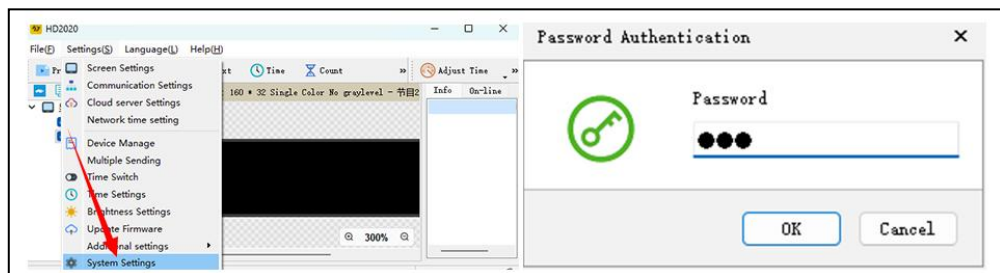 HD2020
File(F) Settings(S) Language(L) Help(H)
Screen Settings
Communication Settings
Cloud server Settings
Network time setting
Device Manage
Multiple Sending
Time Switch
Time Settings
Brightness Settings
Update Firmware
Additional settings
System Settings
Time Count » Adjust Time »
160 * 32 Single Color No graylevel - 节目2
Info On-line
300%
Password Authentication
Password
OK Cancel